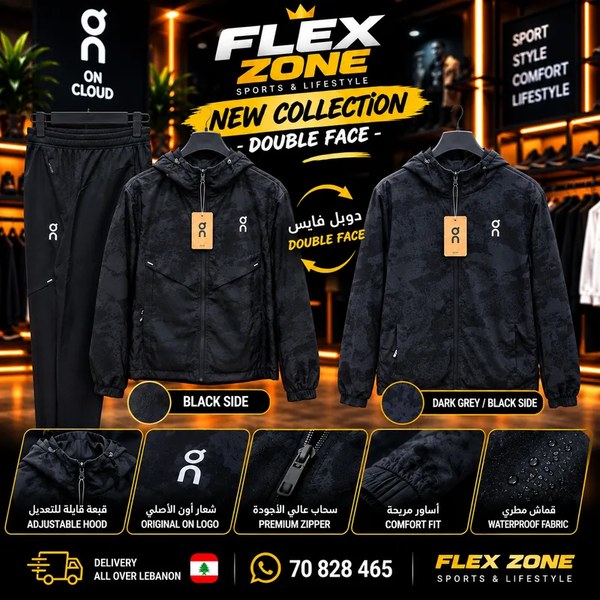 ON
CLOUD
FLEX
ZONE
SPORTS & LIFESTYLE
NEW COLLECTION
- DOUBLE FACE -
SPORT
STYLE
COMFORT
LIFESTYLE
FLEX ZONE
دوبل فايس
DOUBLE FACE
BLACK SIDE
DARK GREY / BLACK SIDE
قبعة قابلة للتعديل
ADJUSTABLE HOOD
شعار أون الأصلي
ORIGINAL ON LOGO
سحاب عالي الأجودة
PREMIUM ZIPPER
أساور مريحة
COMFORT FIT
قماش مطري
WATERPROOF FABRIC
DELIVERY
ALL OVER LEBANON
70 828 465
FLEX ZONE
SPORTS & LIFESTYLE